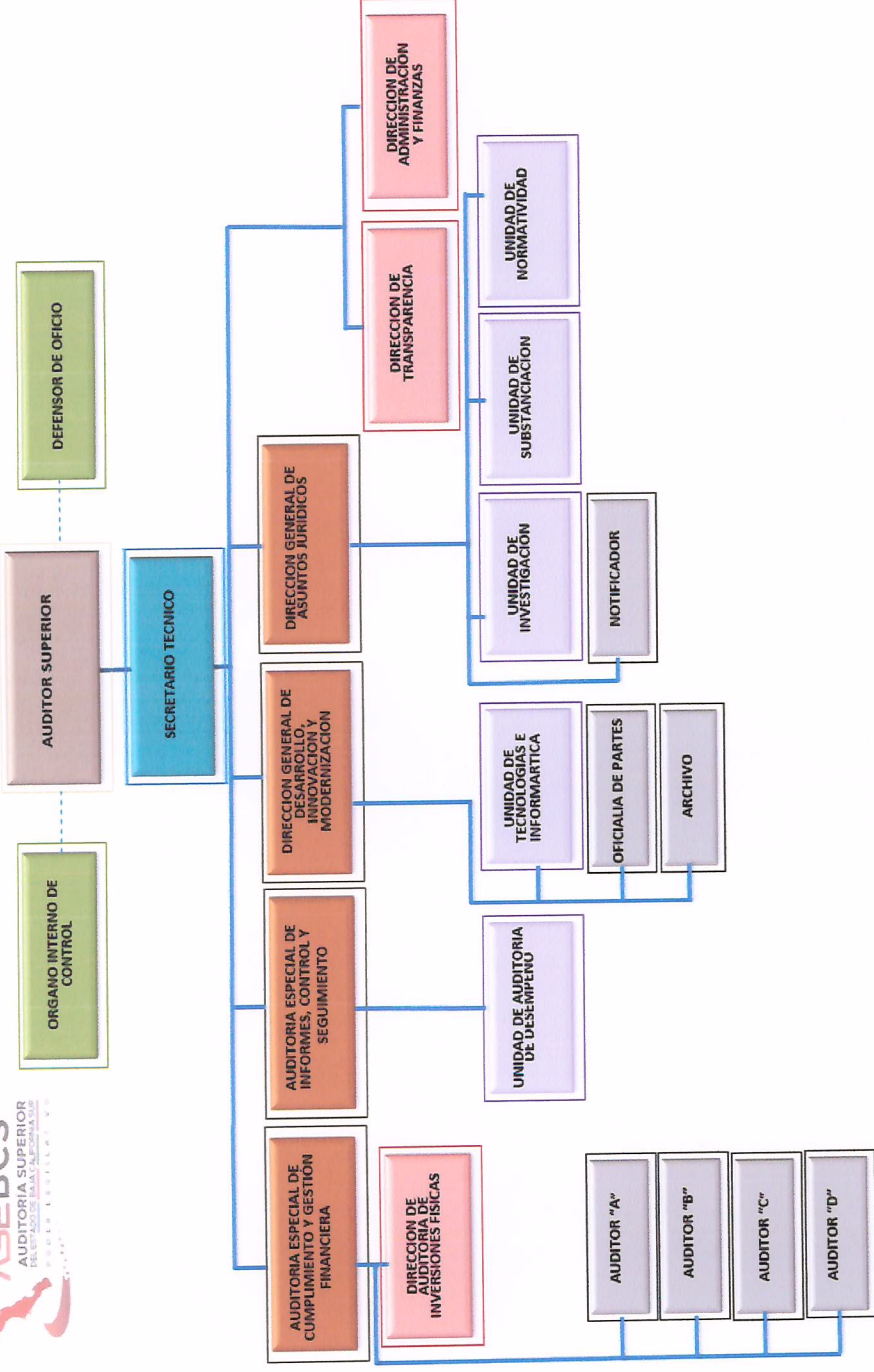 ASEBCS
AUDITORIA SUPERIOR
DEL ESTADO DE BAJA CALIFORNIA SUR
PODER LEGISLATIVO
ORGANO INTERNO DE
CONTROL
AUDITOR SUPERIOR
DEFENSOR DE OFICIO
SECRETARIO TECNICO
AUDITORIA ESPECIAL DE
CUMPLIMIENTO Y GESTIÓN
FINANCIERA
AUDITORIA ESPECIAL DE
INFORMES, CONTROL Y
SEGUIMIENTO
DIRECCION GENERAL DE
DESARROLLO,
INNOVACION Y
MODERNIZACION
DIRECCION GENERAL DE
ASUNTOS JURIDICOS
DIRECCION DE
TRANSPARENCIA
DIRECCION DE
ADMINISTRACIÓN
Y FINANZAS
DIRECCION DE
AUDITORIA DE
INVERSIONES FISICAS
UNIDAD DE AUDITORIA
DE DESEMPEÑO
UNIDAD DE
TECNOLOGIAS E
INFORMARTICA
UNIDAD DE
INVESTIGACIÓN
UNIDAD DE
SUBSTANCIACION
UNIDAD DE
NORMATIVIDAD
OFICIALIA DE PARTES
ARCHIVO
NOTIFICADOR
AUDITOR "A"
AUDITOR "B"
AUDITOR "C"
AUDITOR "D"